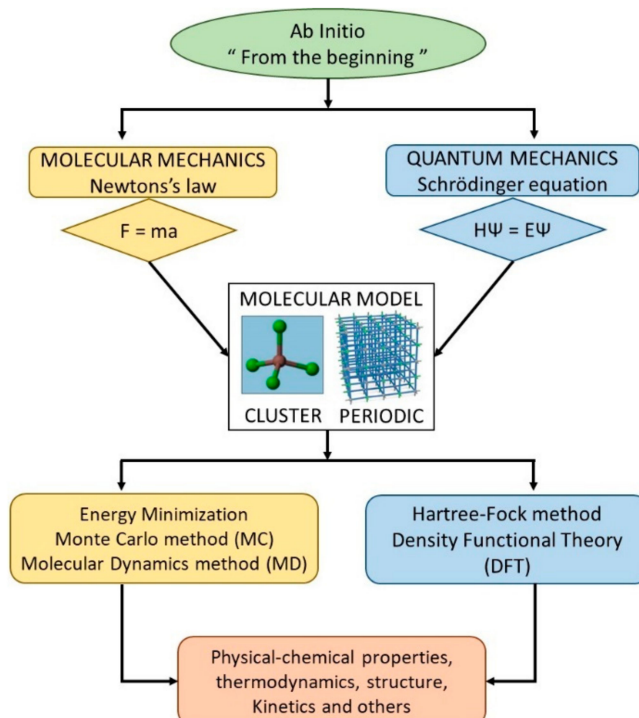 Ab Initio
“ From the beginning ”
MOLECULAR MECHANICS
Newtons’s law
QUANTUM MECHANICS
Schrödinger equation
F = ma
HΨ = EΨ
MOLECULAR MODEL
CLUSTER PERIODIC
Energy Minimization
Monte Carlo method (MC)
Molecular Dynamics method (MD)
Hartree-Fock method
Density Functional Theory
(DFT)
Physical-chemical properties,
thermodynamics, structure,
Kinetics and others